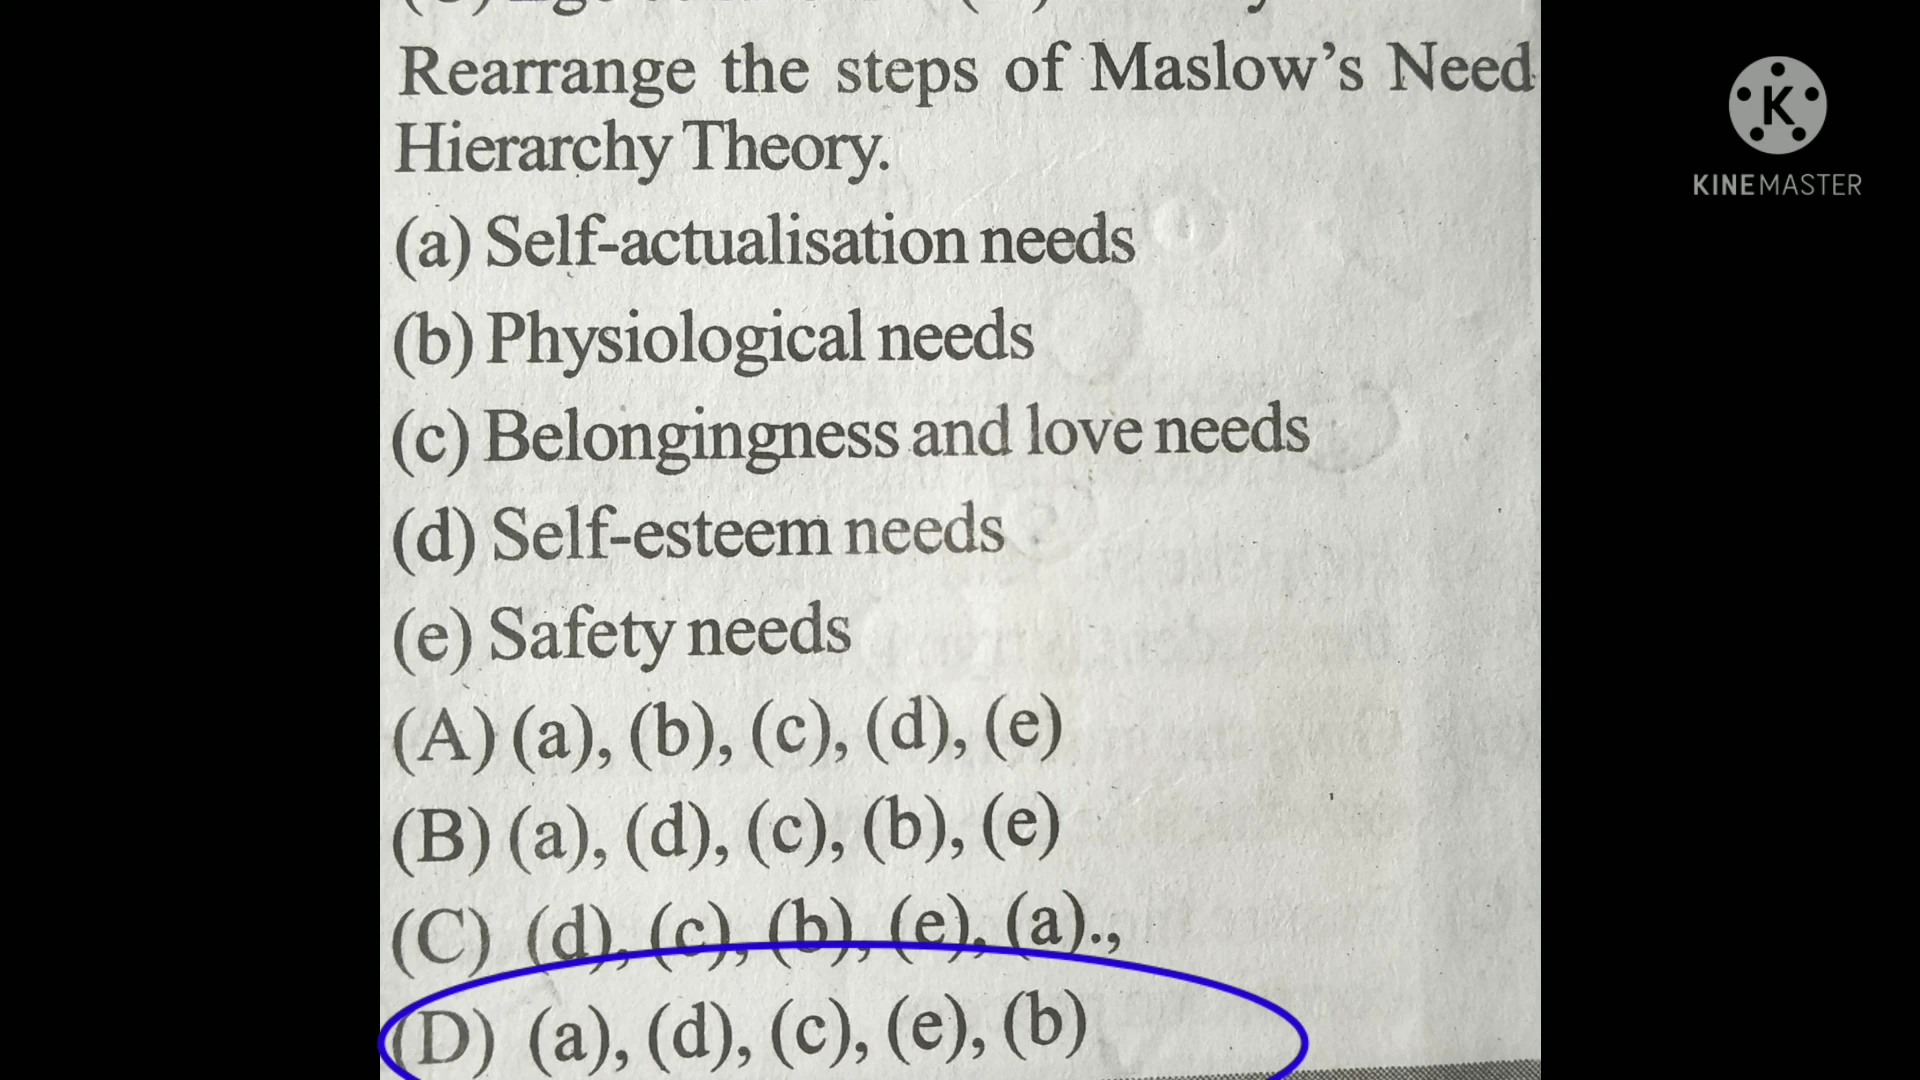 Rearrange the steps of Maslow's Need
Hierarchy Theory.
(a) Self-actualisation needs
(b) Physiological needs
(c) Belongingness and love needs
(d) Self-esteem needs
(e) Safety needs
(A) (a), (b), (c), (d), (e)
(B) (a), (d), (c), (b), (e)
(C) (d), (c), (b), (e), (a).,
(D) (a), (d), (c), (e), (b)
K
KINEMASTER